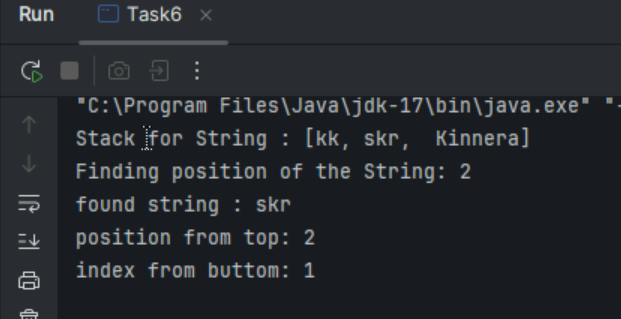 Run Task6
"C:\Program Files\Java\jdk-17\bin\java.exe" "-
Stack for String : [kk, skr,  Kinnera]
Finding position of the String: 2
found string : skr
position from top: 2
index from buttom: 1